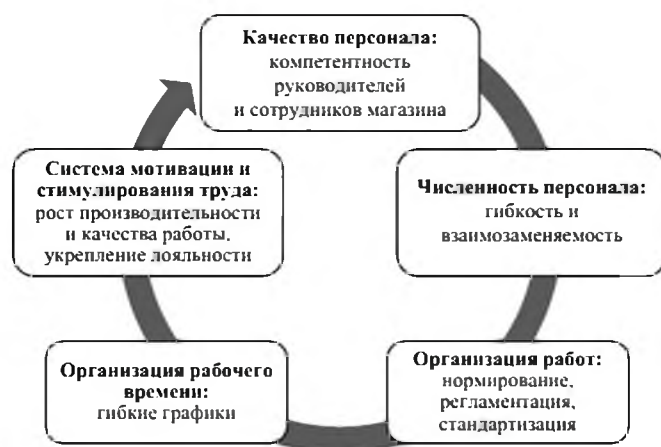 Качество персонала:
компетентность
руководителей
и сотрудников магазина
Численность персонала:
гибкость и
взаимозаменяемость
Организация работ:
нормирование,
регламентация,
стандартизация
Организация рабочего
времени:
гибкие графики
Система мотивации и
стимулирования труда:
рост производительности
и качества работы,
укрепление лояльности